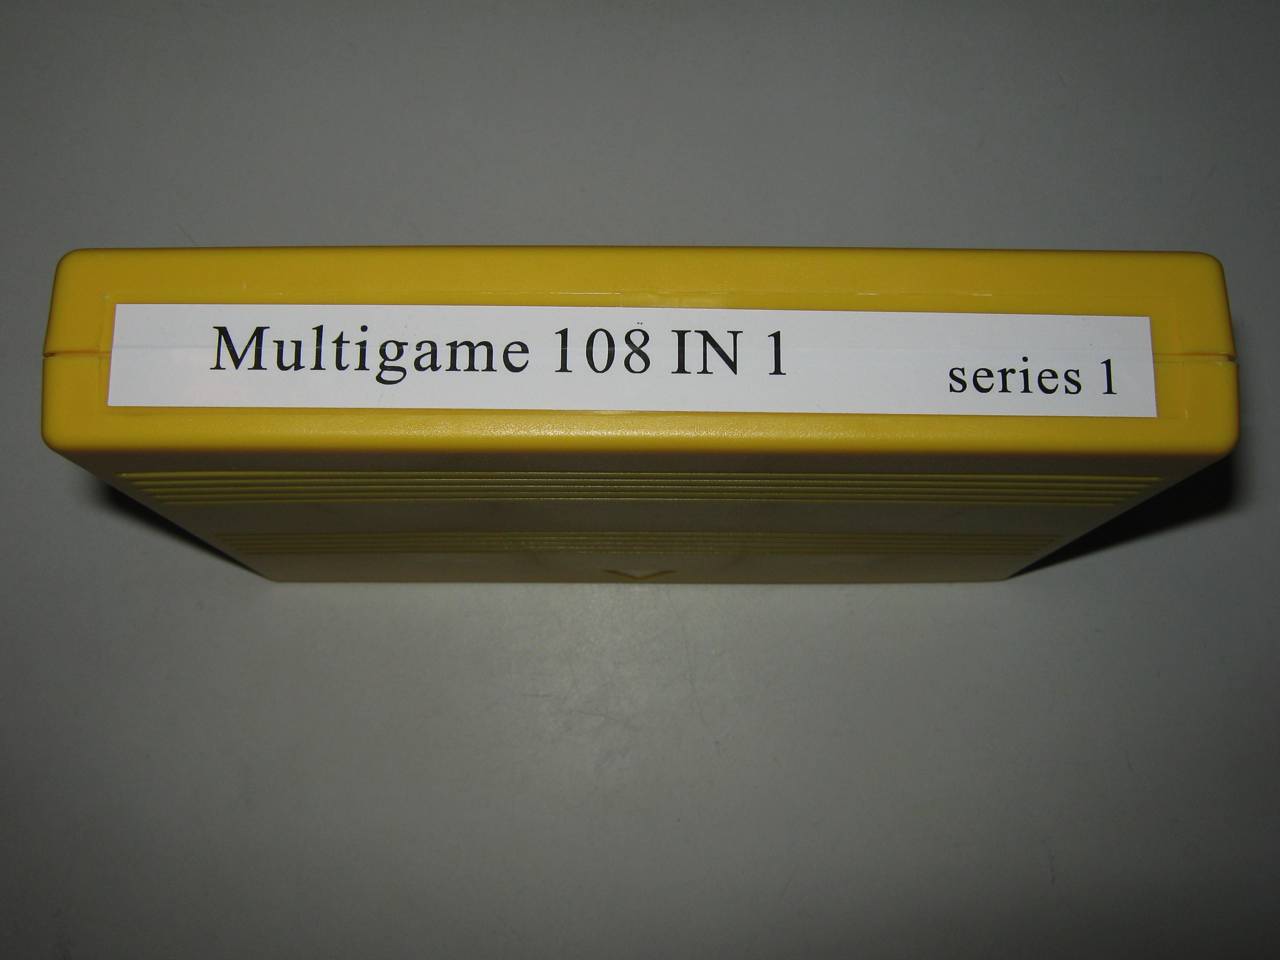 Multigame 108 IN 1
series 1